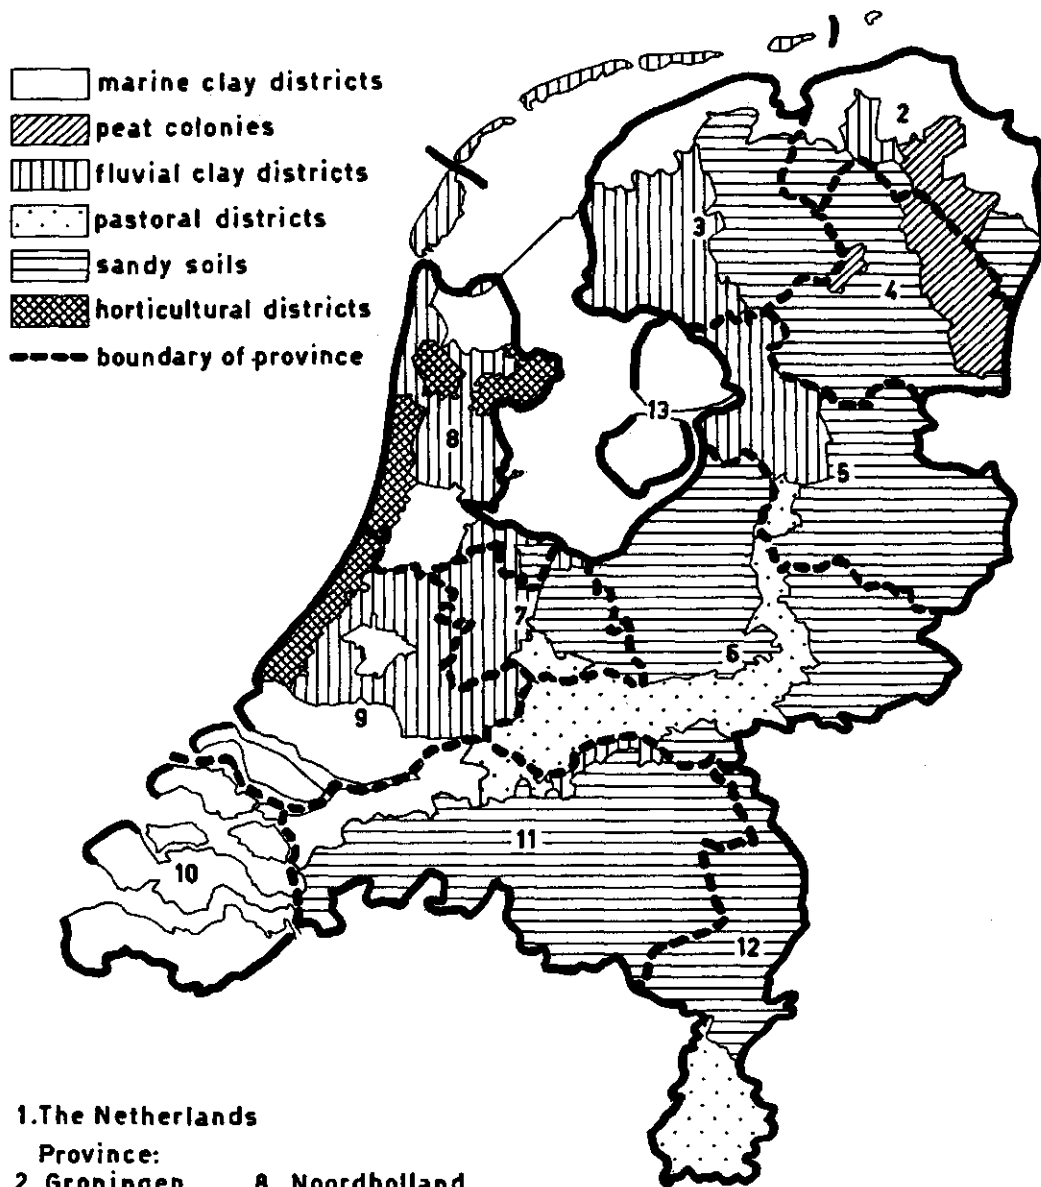 marine clay districts
peat colonies
fluvial clay districts
pastoral districts
sandy soils
horticultural districts
boundary of province
2
3
4
13
8
5
7
6
9
11
10
12
1.The Netherlands
Province:
2 Groningen 8 Noordholland